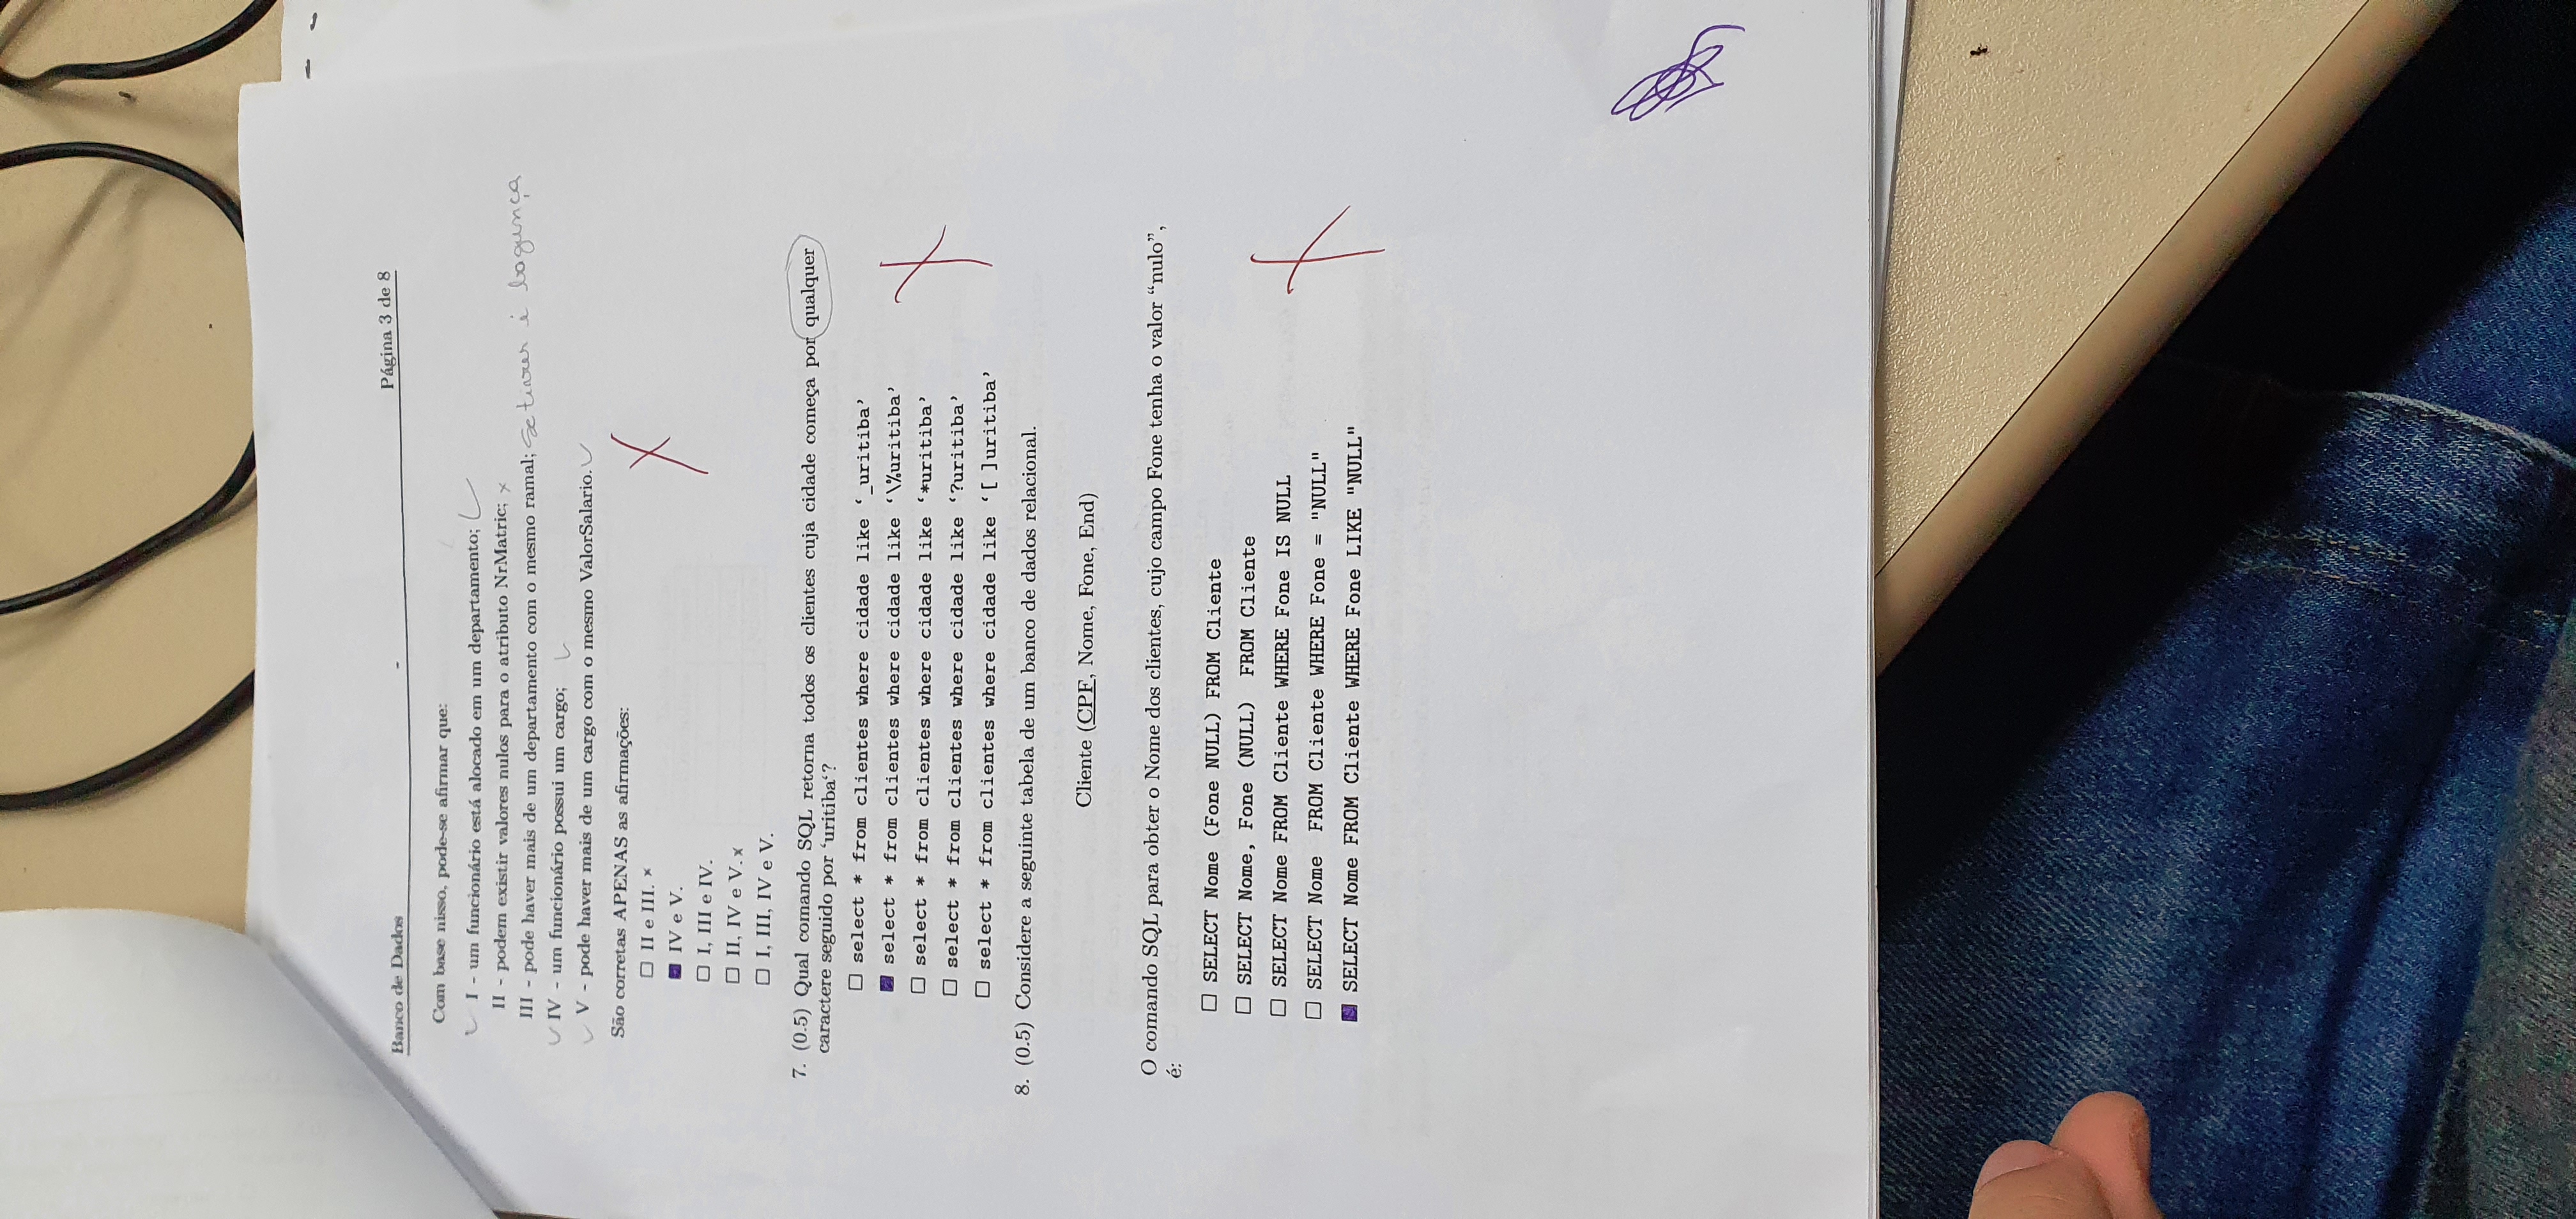 Banco de Dados - Página 3 de 8
Com base nisso, pode-se afirmar que:
I - um funcionário está alocado em um departamento;
II - podem existir valores nulos para o atributo NrMatric; x
III - pode haver mais de um departamento com o mesmo ramal; se tiver é bagunça
IV - um funcionário possui um cargo;
V - pode haver mais de um cargo com o mesmo ValorSalario.
São corretas APENAS as afirmações:
II e III. x
IV e V.
I, III e IV.
II, IV e V. x
I, III, IV e V.
7. (0.5) Qual comando SQL retorna todos os clientes cuja cidade começa por qualquer
caractere seguido por ‘uritiba‘?
select * from clientes where cidade like ‘_uritiba’
select * from clientes where cidade like ‘\%uritiba’
select * from clientes where cidade like ‘*uritiba’
select * from clientes where cidade like ‘?uritiba’
select * from clientes where cidade like ‘[ ]uritiba’
8. (0.5) Considere a seguinte tabela de um banco de dados relacional.
Cliente (CPF, Nome, Fone, End)
O comando SQL para obter o Nome dos clientes, cujo campo Fone tenha o valor “nulo”,
é:
SELECT Nome (Fone NULL) FROM Cliente
SELECT Nome, Fone (NULL) FROM Cliente
SELECT Nome FROM Cliente WHERE Fone IS NULL
SELECT Nome FROM Cliente WHERE Fone = "NULL"
SELECT Nome FROM Cliente WHERE Fone LIKE "NULL"